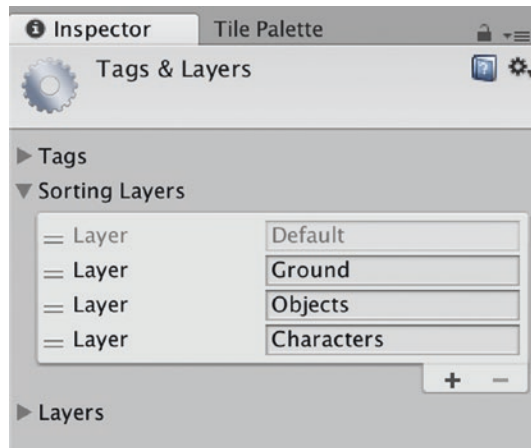 Inspector Tile Palette
Tags & Layers
Tags
Sorting Layers
Layer Default
Layer Ground
Layer Objects
Layer Characters
Layers